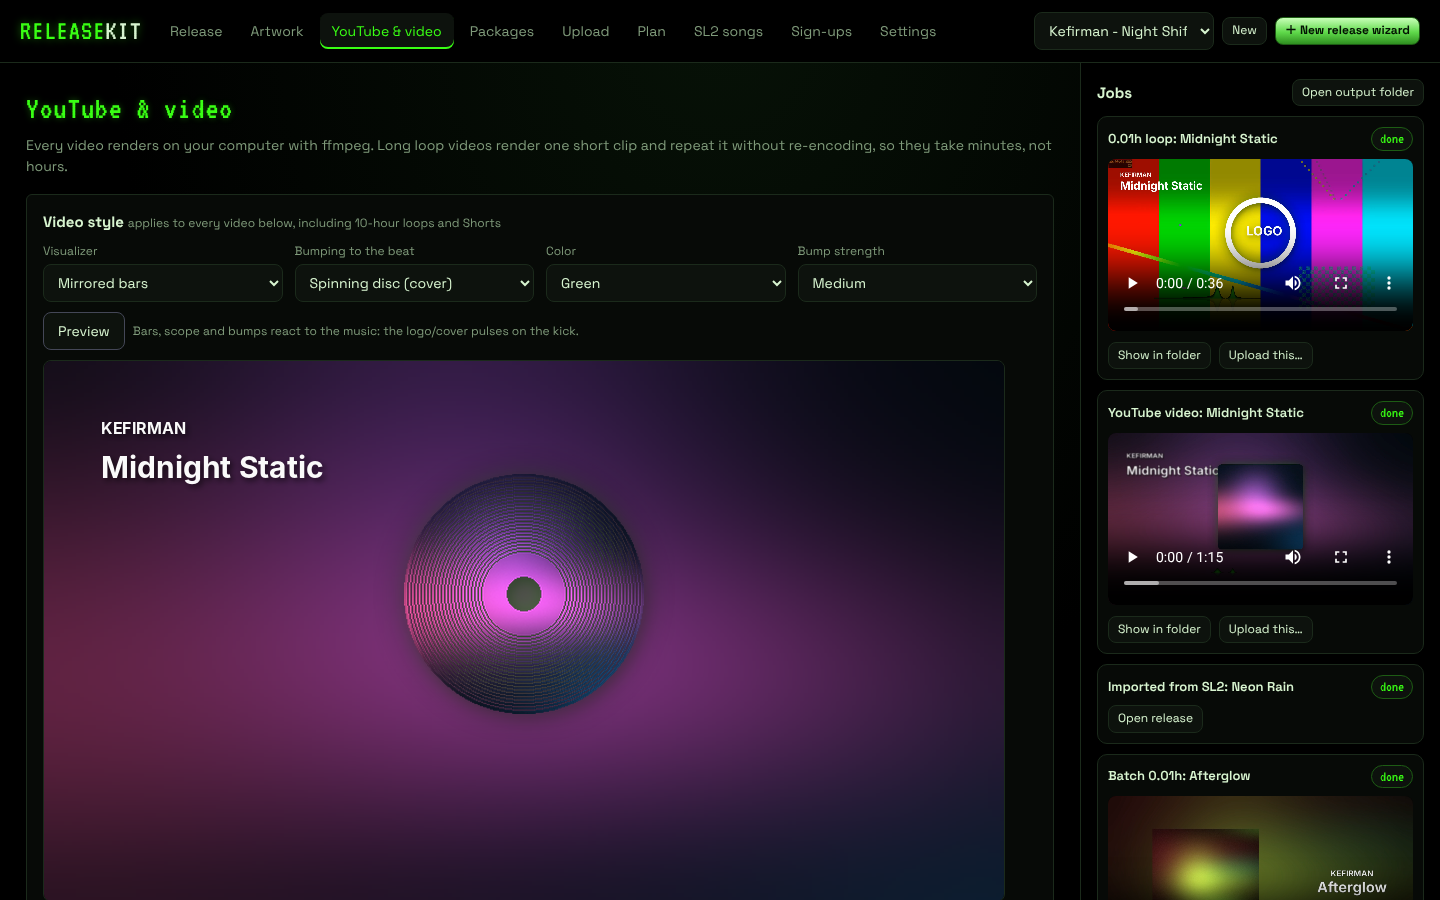 RELEASEKIT
Release
Artwork
YouTube & video
Packages
Upload
Plan
SL2 songs
Sign-ups
Settings
Kefirman - Night Shif
New
+ New release wizard
YouTube & video
Every video renders on your computer with ffmpeg. Long loop videos render one short clip and repeat it without re-encoding, so they take minutes, not
hours.
Video style applies to every video below, including 10-hour loops and Shorts
Visualizer
Bumping to the beat
Color
Bump strength
Mirrored bars
Spinning disc (cover)
Green
Medium
Preview
Bars, scope and bumps react to the music: the logo/cover pulses on the kick.
KEFIRMAN
Midnight Static
Jobs
Open output folder
0.01h loop: Midnight Static
done
KEFIRMAN
Midnight Static
LOGO
0:00 / 0:36
Show in folder
Upload this...
YouTube video: Midnight Static
done
KEFIRMAN
Midnight Static
0:00 / 1:15
Show in folder
Upload this...
Imported from SL2: Neon Rain
done
Open release
Batch 0.01h: Afterglow
done
KEFIRMAN
Afterglow